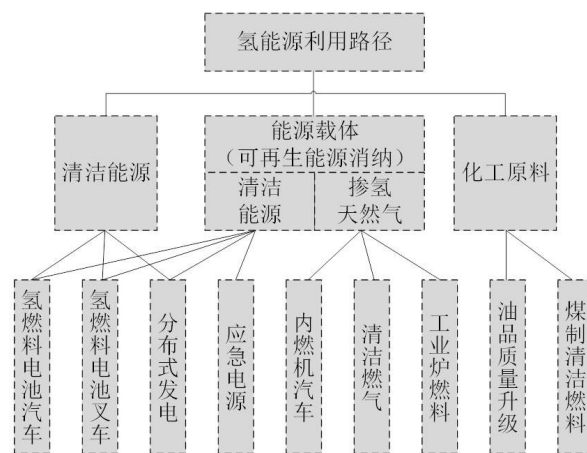 氢能源利用路径
清洁能源
能源载体
（可再生能源消纳）
清洁
能源
掺氢
天然气
化工原料
氢燃料电池汽车
氢燃料电池叉车
分布式发电
应急电源
内燃机汽车
清洁燃气
工业炉燃料
油品质量升级
煤制清洁燃料